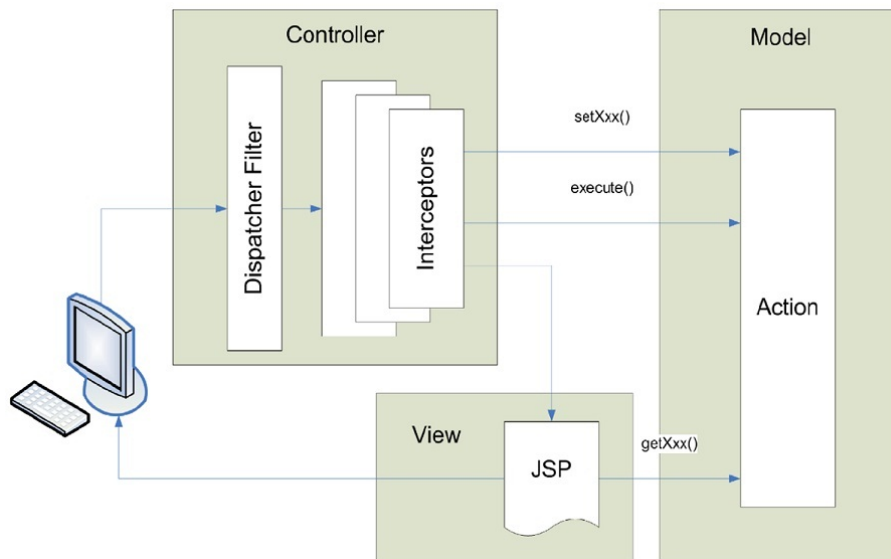 Controller
Model
Dispatcher Filter
Interceptors
setXxx()
execute()
Action
View
JSP
getXxx()